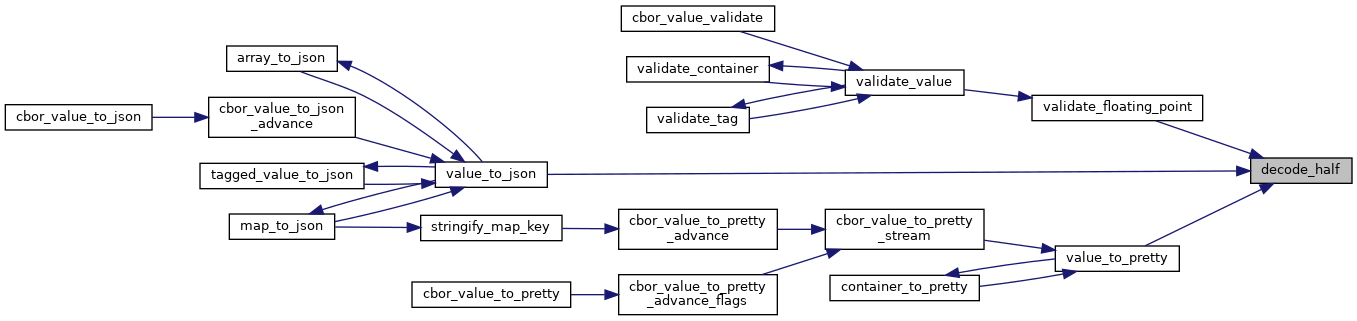 cbor_value_to_json
array_to_json
cbor_value_to_json
_advance
tagged_value_to_json
map_to_json
value_to_json
stringify_map_key
cbor_value_to_pretty
cbor_value_validate
validate_container
validate_tag
cbor_value_to_pretty
_advance
cbor_value_to_pretty
_advance_flags
validate_value
cbor_value_to_pretty
_stream
container_to_pretty
validate_floating_point
value_to_pretty
decode_half